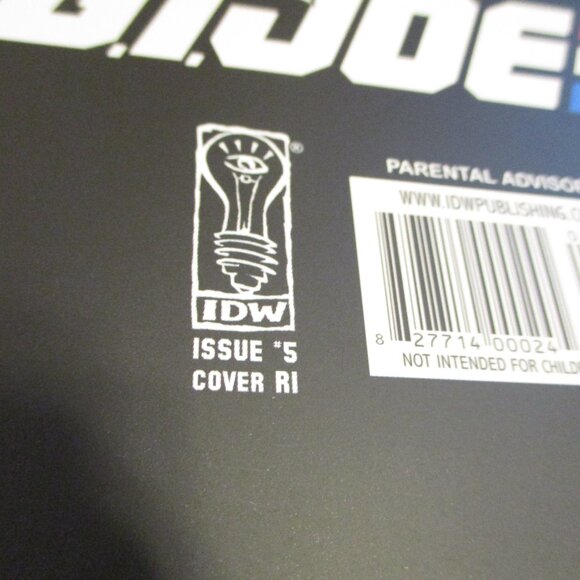 G.I. JOE
®
IDW
ISSUE #5
COVER RI
PARENTAL ADVISO
WWW.IDWPUBLISHING.C
8 27714 00024
NOT INTENDED FOR CHILD